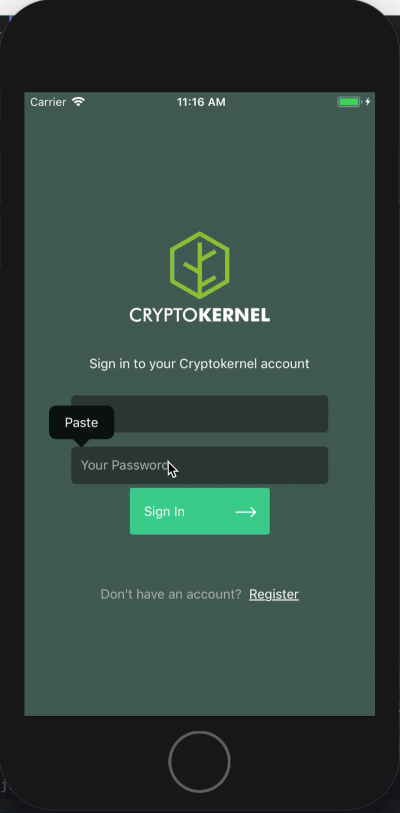 Carrier 11:16 AM
CRYPTOKERNEL
Sign in to your Cryptokernel account
Paste
Your Password
Sign In
Don't have an account? Register